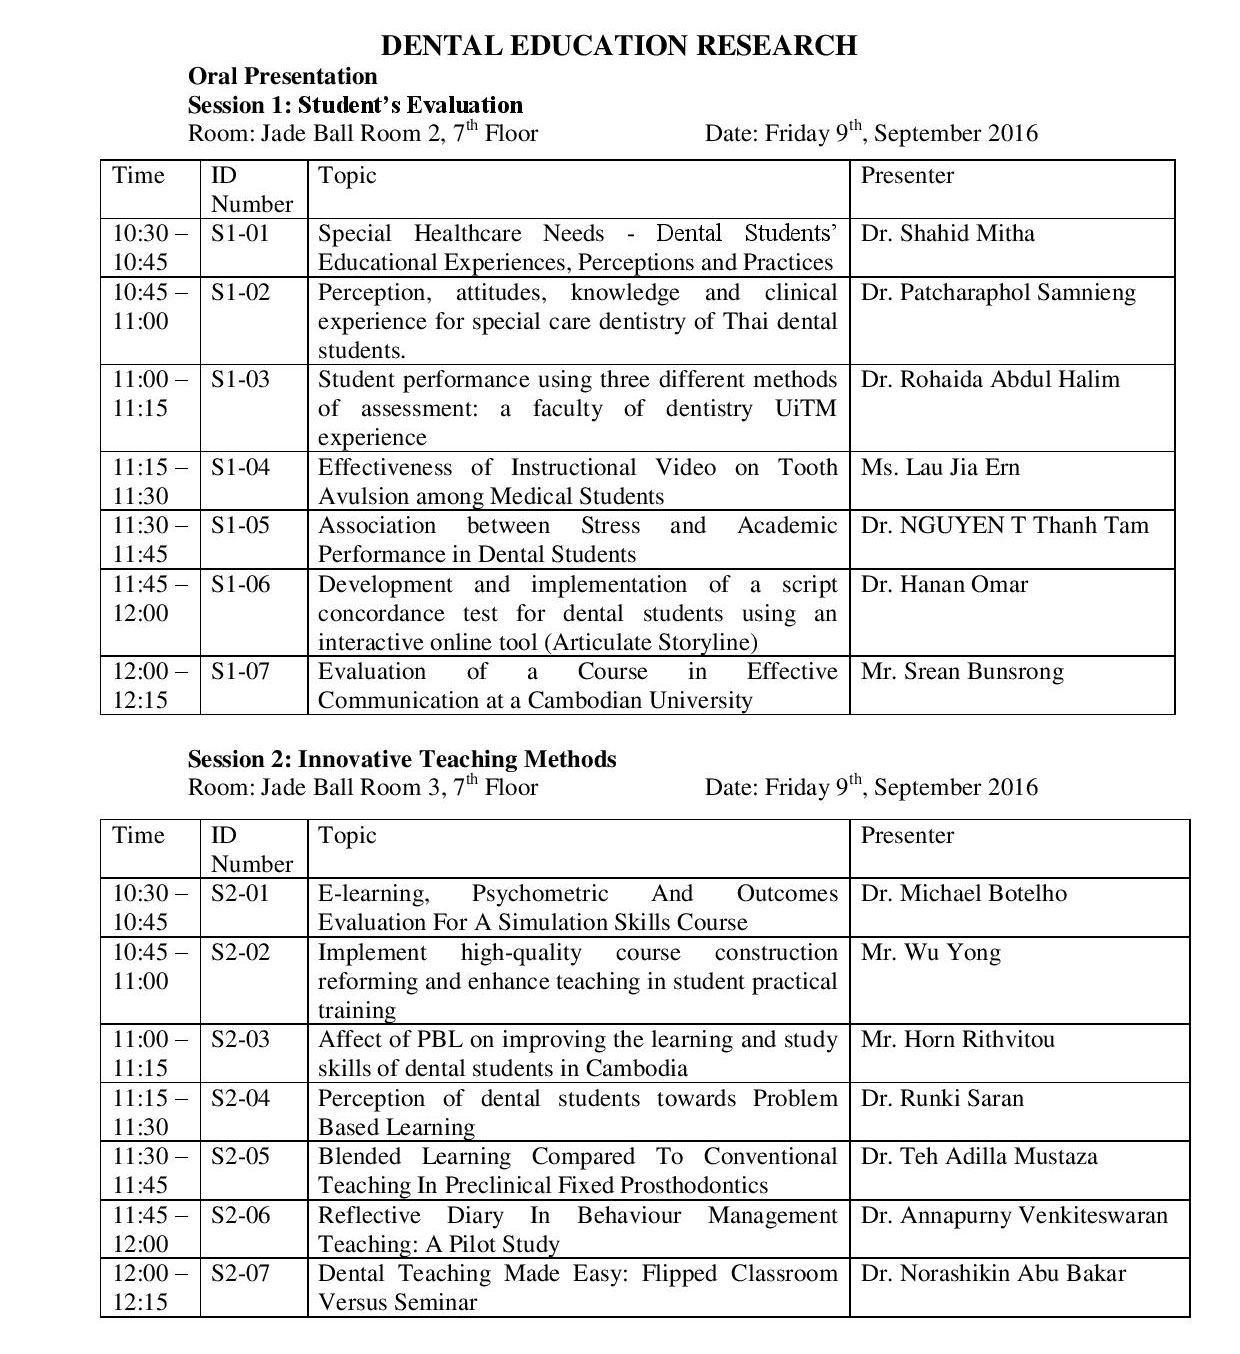 DENTAL EDUCATION RESEARCH
Oral Presentation
Session 1: Student’s Evaluation
Room: Jade Ball Room 2, 7th Floor Date: Friday 9th, September 2016
Time ID Topic Presenter
Number
10:30 – S1-01 Special Healthcare Needs - Dental Students’ Dr. Shahid Mitha
10:45 Educational Experiences, Perceptions and Practices
10:45 – S1-02 Perception, attitudes, knowledge and clinical Dr. Patcharaphol Samnieng
11:00 experience for special care dentistry of Thai dental
students.
11:00 – S1-03 Student performance using three different methods Dr. Rohaida Abdul Halim
11:15 of assessment: a faculty of dentistry UiTM
experience
11:15 – S1-04 Effectiveness of Instructional Video on Tooth Ms. Lau Jia Ern
11:30 Avulsion among Medical Students
11:30 – S1-05 Association between Stress and Academic Dr. NGUYEN T Thanh Tam
11:45 Performance in Dental Students
11:45 – S1-06 Development and implementation of a script Dr. Hanan Omar
12:00 concordance test for dental students using an
interactive online tool (Articulate Storyline)
12:00 – S1-07 Evaluation of a Course in Effective Mr. Srean Bunsrong
12:15 Communication at a Cambodian University
Session 2: Innovative Teaching Methods
Room: Jade Ball Room 3, 7th Floor Date: Friday 9th, September 2016
Time ID Topic Presenter
Number
10:30 – S2-01 E-learning, Psychometric And Outcomes Dr. Michael Botelho
10:45 Evaluation For A Simulation Skills Course
10:45 – S2-02 Implement high-quality course construction Mr. Wu Yong
11:00 reforming and enhance teaching in student practical
training
11:00 – S2-03 Affect of PBL on improving the learning and study Mr. Horn Rithvitou
11:15 skills of dental students in Cambodia
11:15 – S2-04 Perception of dental students towards Problem Dr. Runki Saran
11:30 Based Learning
11:30 – S2-05 Blended Learning Compared To Conventional Dr. Teh Adilla Mustaza
11:45 Teaching In Preclinical Fixed Prosthodontics
11:45 – S2-06 Reflective Diary In Behaviour Management Dr. Annapurny Venkiteswaran
12:00 Teaching: A Pilot Study
12:00 – S2-07 Dental Teaching Made Easy: Flipped Classroom Dr. Norashikin Abu Bakar
12:15 Versus Seminar